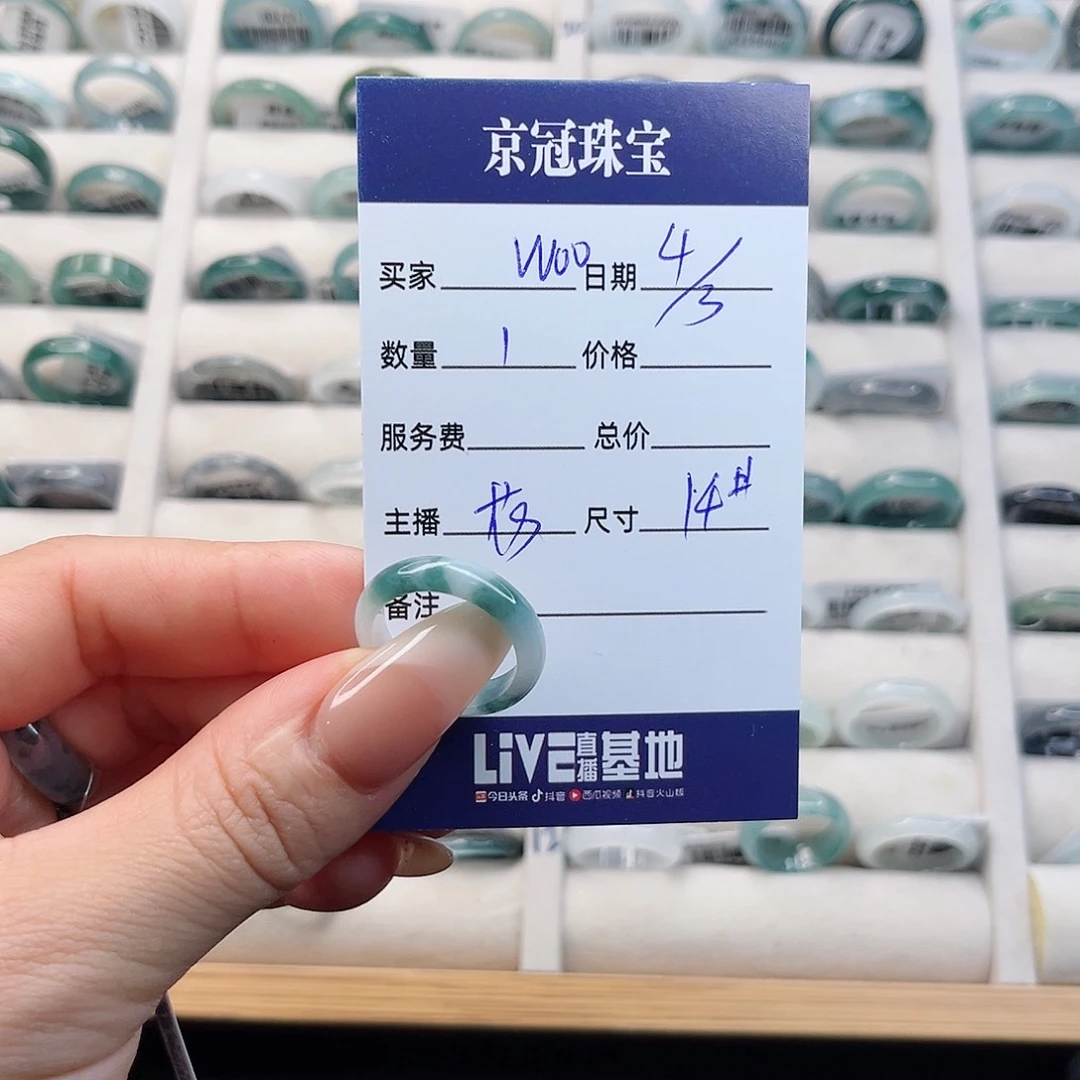 京冠珠宝
买家 Woo 日期 4/3
数量 1 价格
服务费 总价
主播 尺寸 14#
备注
LIVE直播基地
今日头条 抖音 西瓜视频 抖音火山版